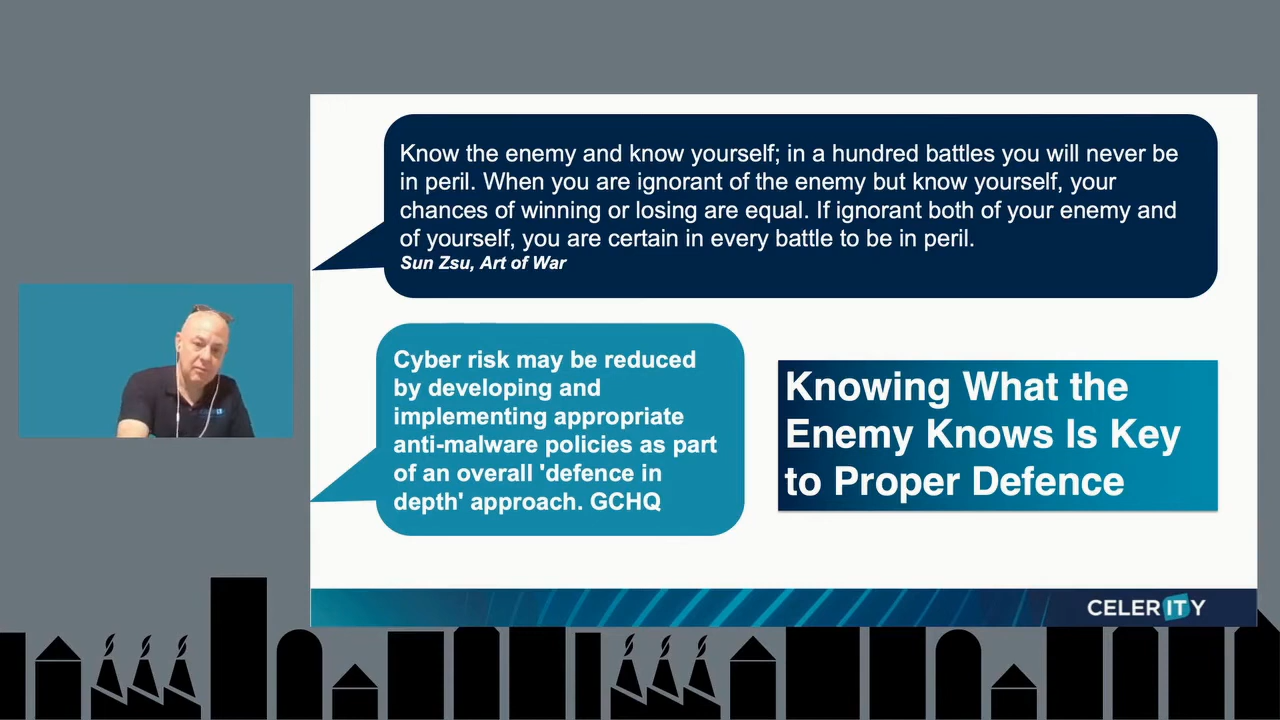 Know the enemy and know yourself; in a hundred battles you will never be
in peril. When you are ignorant of the enemy but know yourself, your
chances of winning or losing are equal. If ignorant both of your enemy and
of yourself, you are certain in every battle to be in peril.
Sun Zsu, Art of War
Cyber risk may be reduced
by developing and
implementing appropriate
anti-malware policies as part
of an overall 'defence in
depth' approach. GCHQ
Knowing What the
Enemy Knows Is Key
to Proper Defence
CELERITY